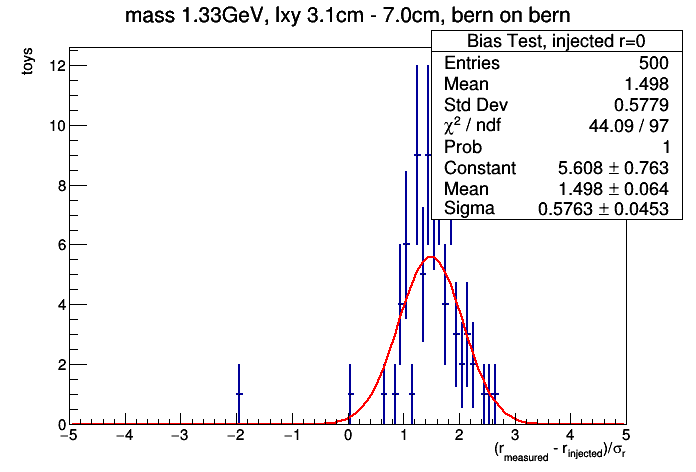 mass 1.33GeV, lxy 3.1cm - 7.0cm, bern on bern
toys
Bias Test, injected r=0
Entries 500
Mean 1.498
Std Dev 0.5779
χ² / ndf 44.09 / 97
Prob 1
Constant 5.608 ± 0.763
Mean 1.498 ± 0.064
Sigma 0.5763 ± 0.0453
12
10
8
6
4
2
0
−5 −4 −3 −2 −1 0 1 2 3 4 5
(r_measured - r_injected)/σ_r